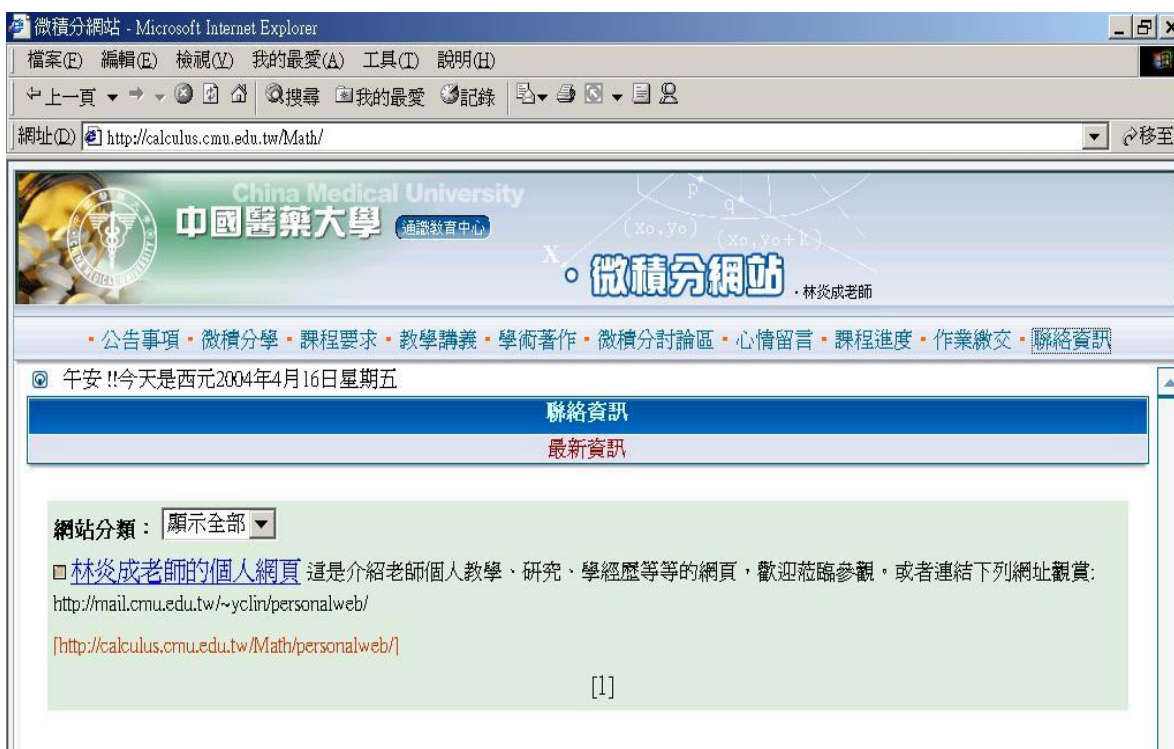 微積分網站 - Microsoft Internet Explorer
檔案(F) 編輯(E) 檢視(V) 我的最愛(A) 工具(T) 說明(H)
上一頁 搜尋 我的最愛 記錄
網址(D) http://calculus.cmu.edu.tw/Math/ 移至
China Medical University
中國醫藥大學 通識教育中心
p
q
(xo,yo)
(xo,yo+k)
X
。微積分網站 ·林炎成老師
·公告事項·微積分學·課程要求·教學講義·學術著作·微積分討論區·心情留言·課程進度·作業繳交·聯絡資訊
午安!!今天是西元2004年4月16日星期五
聯絡資訊
最新資訊
網站分類： 顯示全部
林炎成老師的個人網頁 這是介紹老師個人教學、研究、學經歷等等的網頁，歡迎蒞臨參觀。或者連結下列網址觀賞:
http://mail.cmu.edu.tw/~yclin/personalweb/
[http://calculus.cmu.edu.tw/Math/personalweb/]
[1]